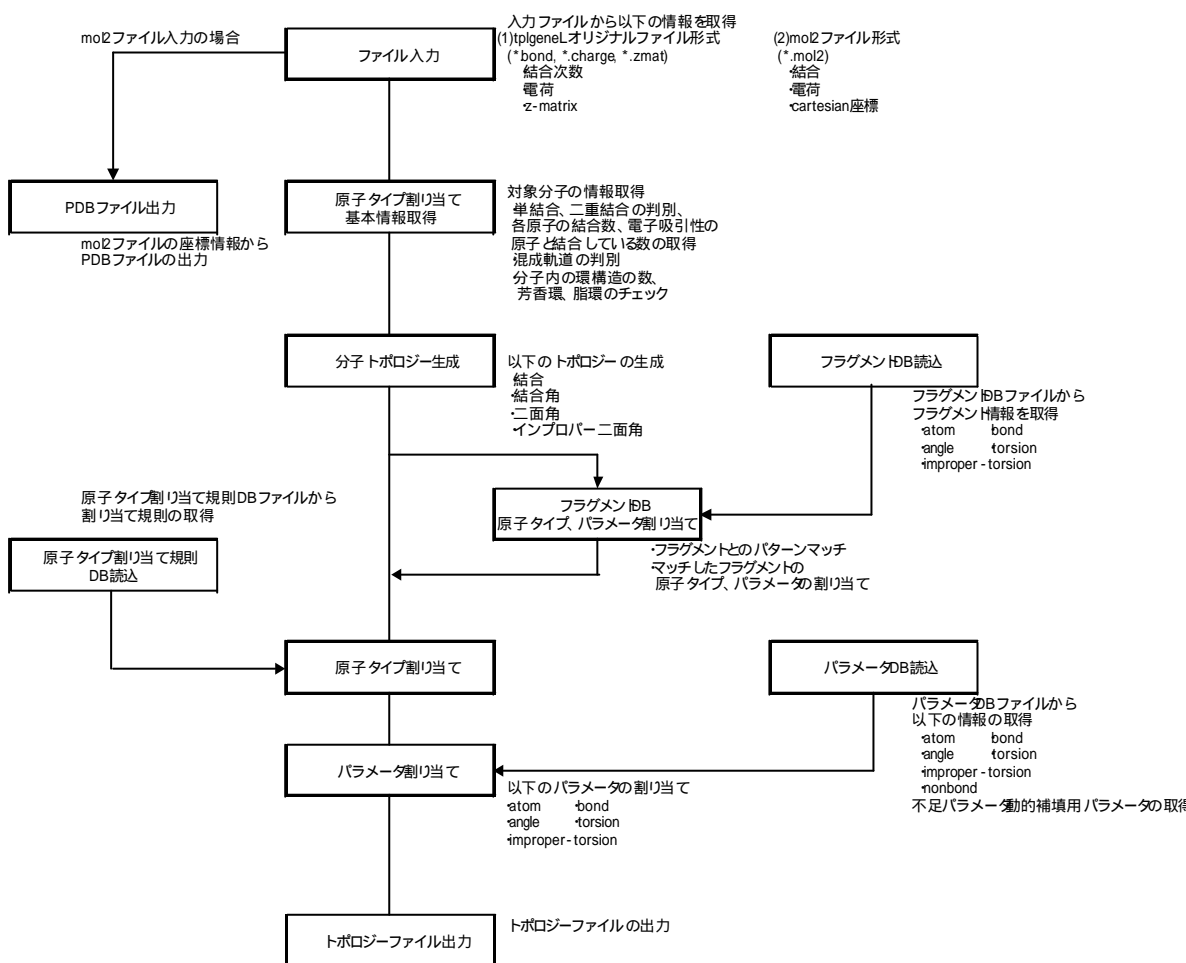 入力ファイルから以下の情報を取得
mol2ファイル入力の場合
ファイル入力
(1)tplgeneLオリジナルファイル形式
(*.bond, *.charge, *.zmat)
・結合次数
・電荷
・z-matrix
(2)mol2ファイル形式
(*.mol2)
・結合
・電荷
・cartesian座標
PDBファイル出力
mol2ファイルの座標情報から
PDBファイルの出力
原子タイプ割り当て
基本情報取得
対象分子の情報取得
・単結合、二重結合の判別、
各原子の結合数、電子吸引性の
原子と結合している数の取得
・混成軌道の判別
・分子内の環構造の数、
芳香環、脂環のチェック
分子トポロジー生成
以下のトポロジーの生成
・結合
・結合角
・二面角
・インプロパー二面角
フラグメントDB読込
フラグメントDBファイルから
フラグメント情報を取得
・atom ・bond
・angle ・torsion
・improper-torsion
フラグメントDB
原子タイプ、パラメータ割り当て
・フラグメントとのパターンマッチ
・マッチしたフラグメントの
原子タイプ、パラメータの割り当て
原子タイプ割り当て規則DBファイルから
割り当て規則の取得
原子タイプ割り当て規則
DB読込
原子タイプ割り当て
パラメータDB読込
パラメータDBファイルから
以下の情報の取得
・atom ・bond
・angle ・torsion
・improper-torsion
・nonbond
不足パラメータ動的補填用パラメータの取得
パラメータ割り当て
以下のパラメータの割り当て
・atom ・bond
・angle ・torsion
・improper-torsion
トポロジーファイル出力
トポロジーファイルの出力